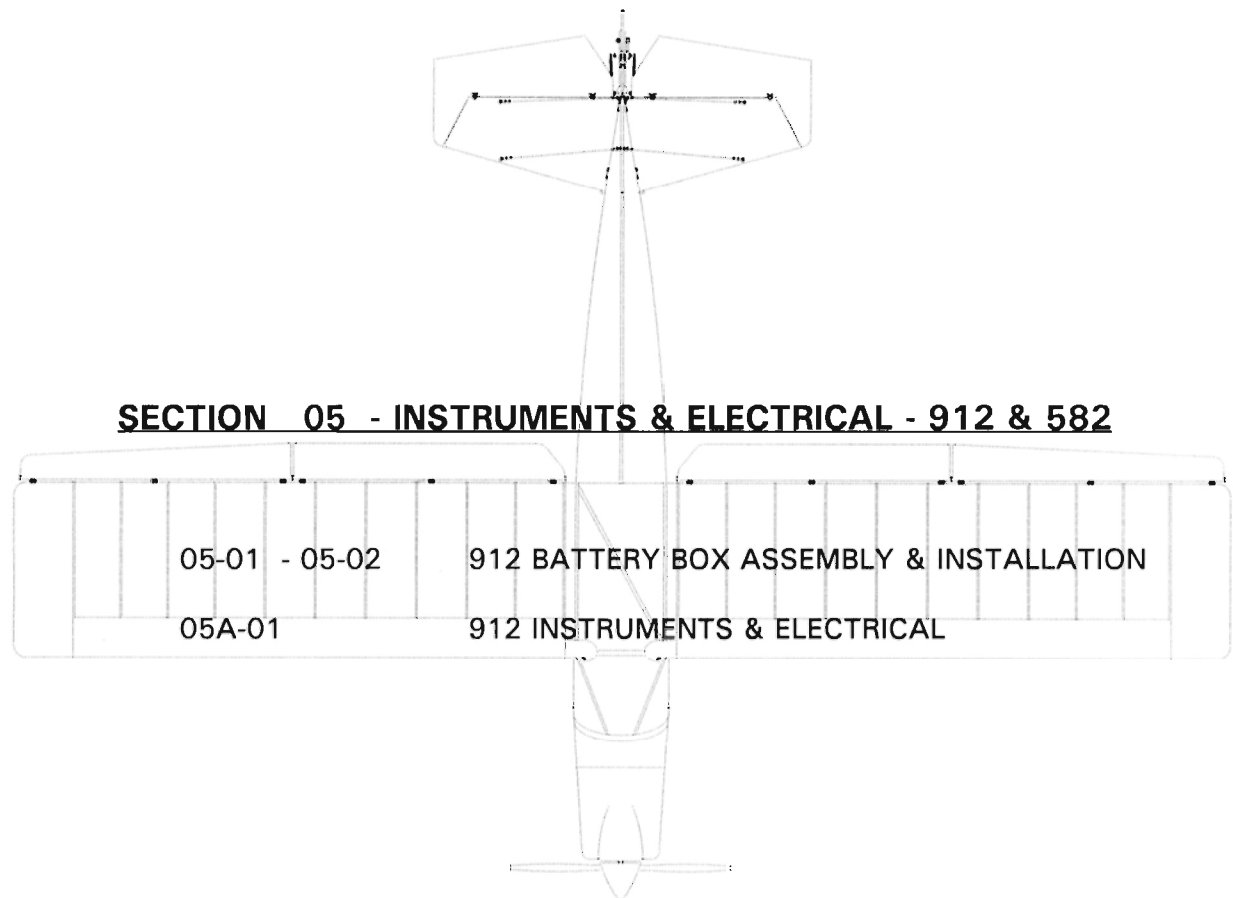 SECTION 05 - INSTRUMENTS & ELECTRICAL - 912 & 582
05-01 - 05-02 912 BATTERY BOX ASSEMBLY & INSTALLATION
05A-01 912 INSTRUMENTS & ELECTRICAL